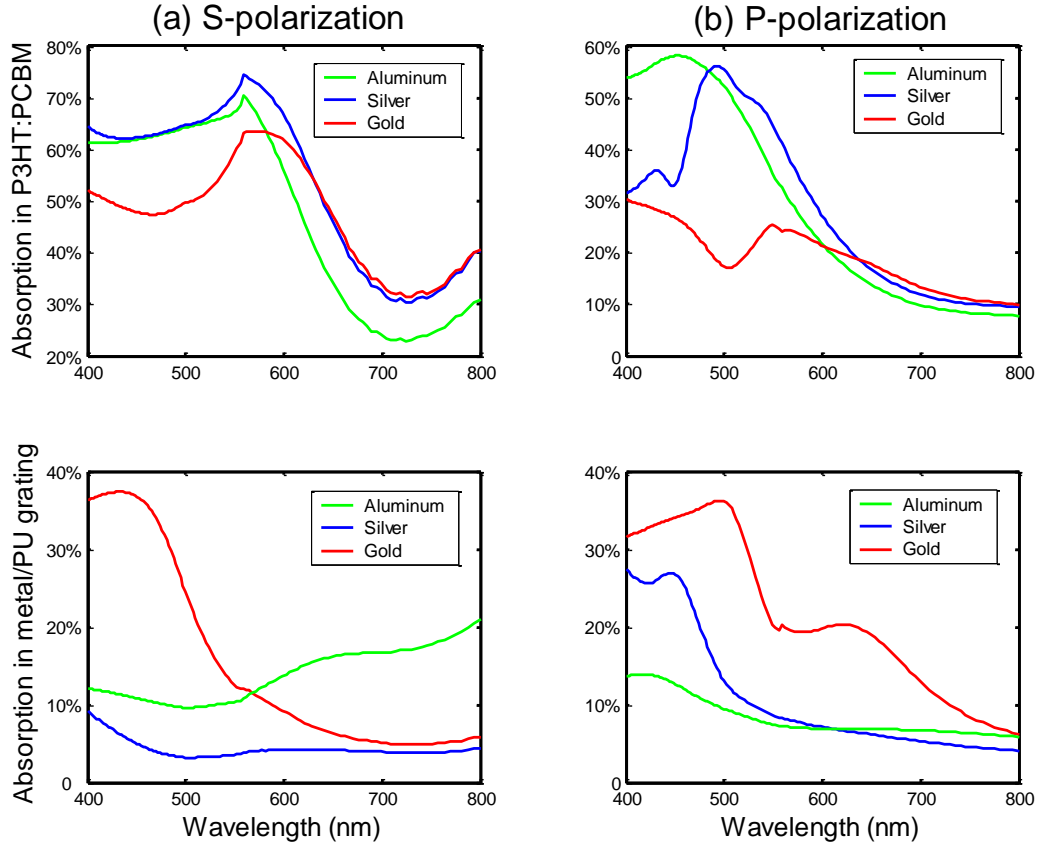 (a) S-polarization
(b) P-polarization
Absorption in P3HT:PCBM
80%
70%
60%
50%
40%
30%
20%
400
500
600
700
800
Aluminum
Silver
Gold
60%
50%
40%
30%
20%
10%
0
400
500
600
700
800
Aluminum
Silver
Gold
Absorption in metal/PU grating
40%
30%
20%
10%
0
400
500
600
700
800
Wavelength (nm)
Aluminum
Silver
Gold
40%
30%
20%
10%
0
400
500
600
700
800
Wavelength (nm)
Aluminum
Silver
Gold